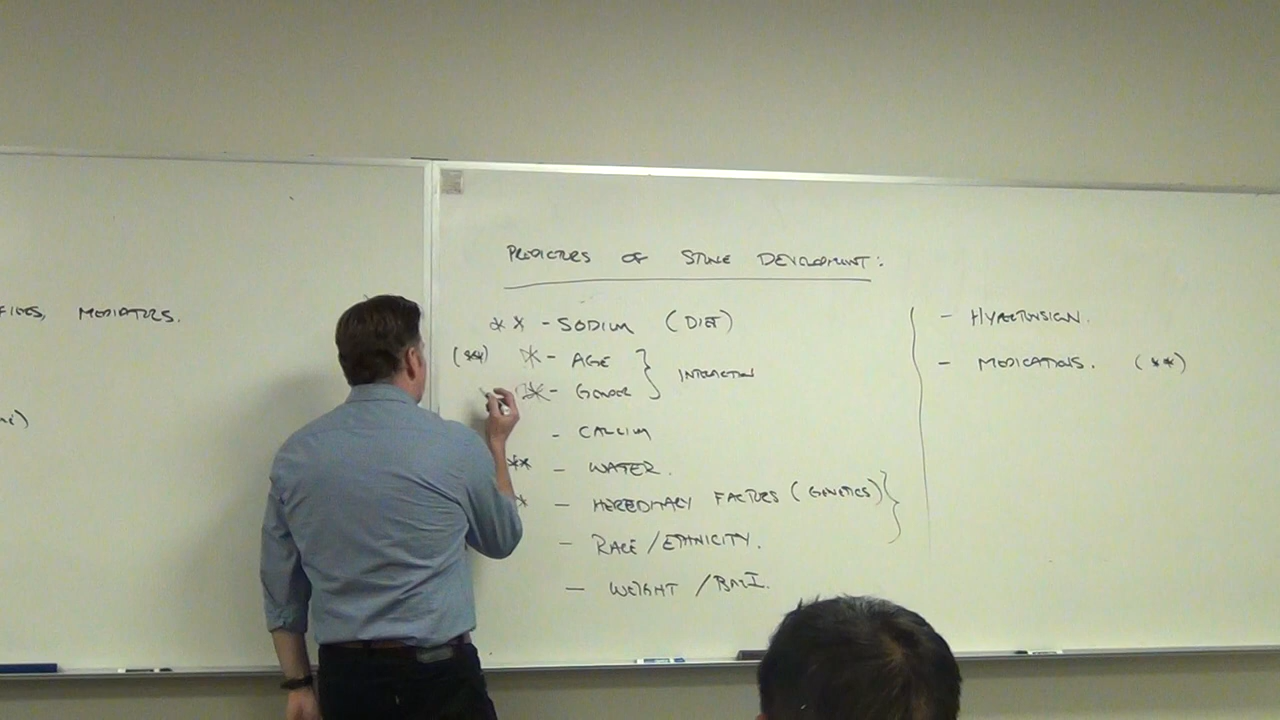 MEDIATORS.
PREDICTORS OF STONE DEVELOPMENT:
** - SODIUM (DIET)
(**) * - AGE } INTERACTION
* - GENDER
- CALCIUM
** - WATER.
* - HEREDITARY FACTORS (GENETICS) }
- RACE/ETHNICITY.
- WEIGHT/BMI.
- HYPERTENSION.
- MEDICATIONS. (**)